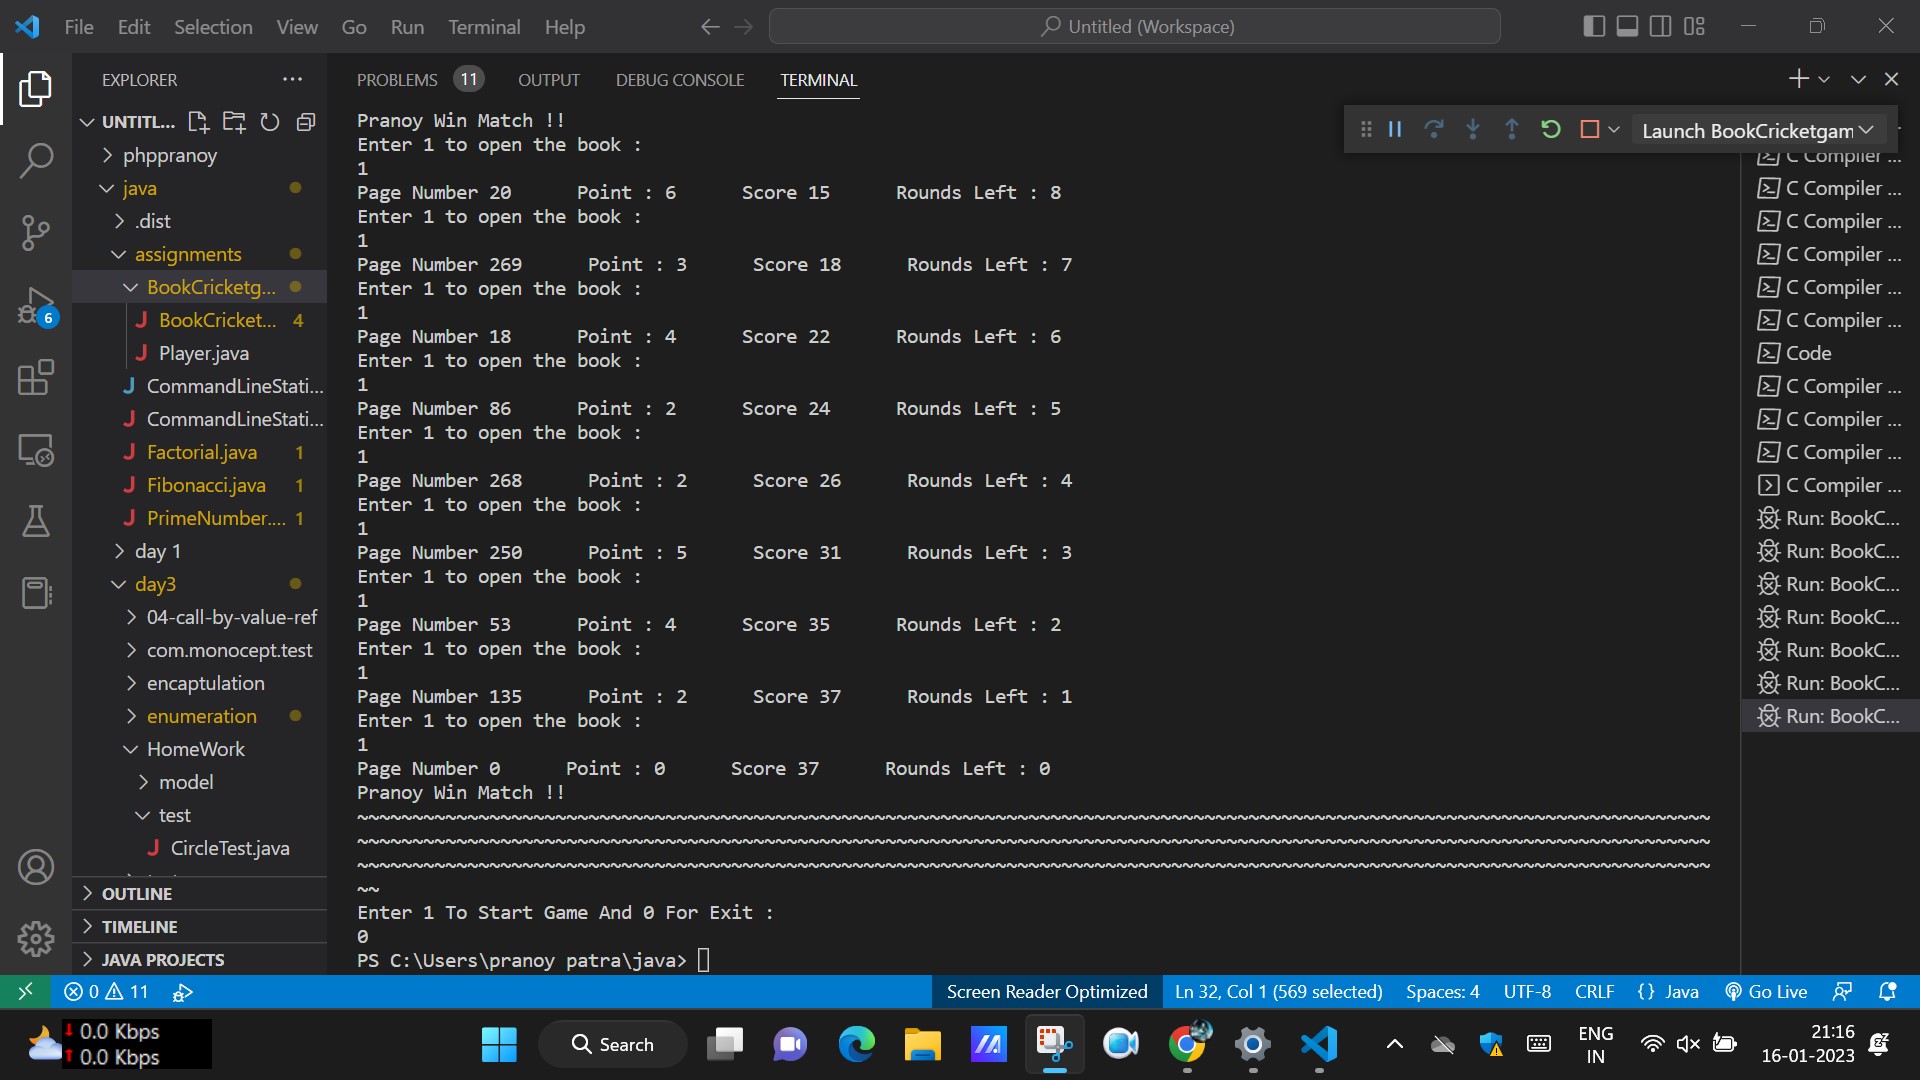 File Edit Selection View Go Run Terminal Help
Untitled (Workspace)
EXPLORER
UNTITL...
phppranoy
java
.dist
assignments
BookCricketg...
BookCricket... 4
Player.java
CommandLineStati...
CommandLineStati...
Factorial.java 1
Fibonacci.java 1
PrimeNumber.... 1
day 1
day3
04-call-by-value-ref
com.monocept.test
encaptulation
enumeration
HomeWork
model
test
CircleTest.java
OUTLINE
TIMELINE
JAVA PROJECTS
6
PROBLEMS 11 OUTPUT DEBUG CONSOLE TERMINAL
Launch BookCricketgam
Pranoy Win Match !!
Enter 1 to open the book :
1
Page Number 20 Point : 6 Score 15 Rounds Left : 8
Enter 1 to open the book :
1
Page Number 269 Point : 3 Score 18 Rounds Left : 7
Enter 1 to open the book :
1
Page Number 18 Point : 4 Score 22 Rounds Left : 6
Enter 1 to open the book :
1
Page Number 86 Point : 2 Score 24 Rounds Left : 5
Enter 1 to open the book :
1
Page Number 268 Point : 2 Score 26 Rounds Left : 4
Enter 1 to open the book :
1
Page Number 250 Point : 5 Score 31 Rounds Left : 3
Enter 1 to open the book :
1
Page Number 53 Point : 4 Score 35 Rounds Left : 2
Enter 1 to open the book :
1
Page Number 135 Point : 2 Score 37 Rounds Left : 1
Enter 1 to open the book :
1
Page Number 0 Point : 0 Score 37 Rounds Left : 0
Pranoy Win Match !!
~~~~~~~~~~~~~~~~~~~~~~~~~~~~~~~~~~~~~~~~~~~~~~~~~~~~~~~~~~~~~~~~~~~~~~~~~~~~~~~~~~~~~~~~~~~~~~~~~~~~~~~~~~~~~~~~~~~~~~~~~~~
~~~~~~~~~~~~~~~~~~~~~~~~~~~~~~~~~~~~~~~~~~~~~~~~~~~~~~~~~~~~~~~~~~~~~~~~~~~~~~~~~~~~~~~~~~~~~~~~~~~~~~~~~~~~~~~~~~~~~~~~~~~
~~~~~~~~~~~~~~~~~~~~~~~~~~~~~~~~~~~~~~~~~~~~~~~~~~~~~~~~~~~~~~~~~~~~~~~~~~~~~~~~~~~~~~~~~~~~~~~~~~~~~~~~~~~~~~~~~~~~~~~~~~~
~~
Enter 1 To Start Game And 0 For Exit :
0
PS C:\Users\pranoy patra\java>
C Compiler ...
C Compiler ...
C Compiler ...
C Compiler ...
C Compiler ...
C Compiler ...
Code
C Compiler ...
C Compiler ...
C Compiler ...
C Compiler ...
Run: BookC...
Run: BookC...
Run: BookC...
Run: BookC...
Run: BookC...
Run: BookC...
Run: BookC...
0 11 Screen Reader Optimized Ln 32, Col 1 (569 selected) Spaces: 4 UTF-8 CRLF {} Java Go Live
0.0 Kbps
0.0 Kbps
Search
ENG
IN
21:16
16-01-2023